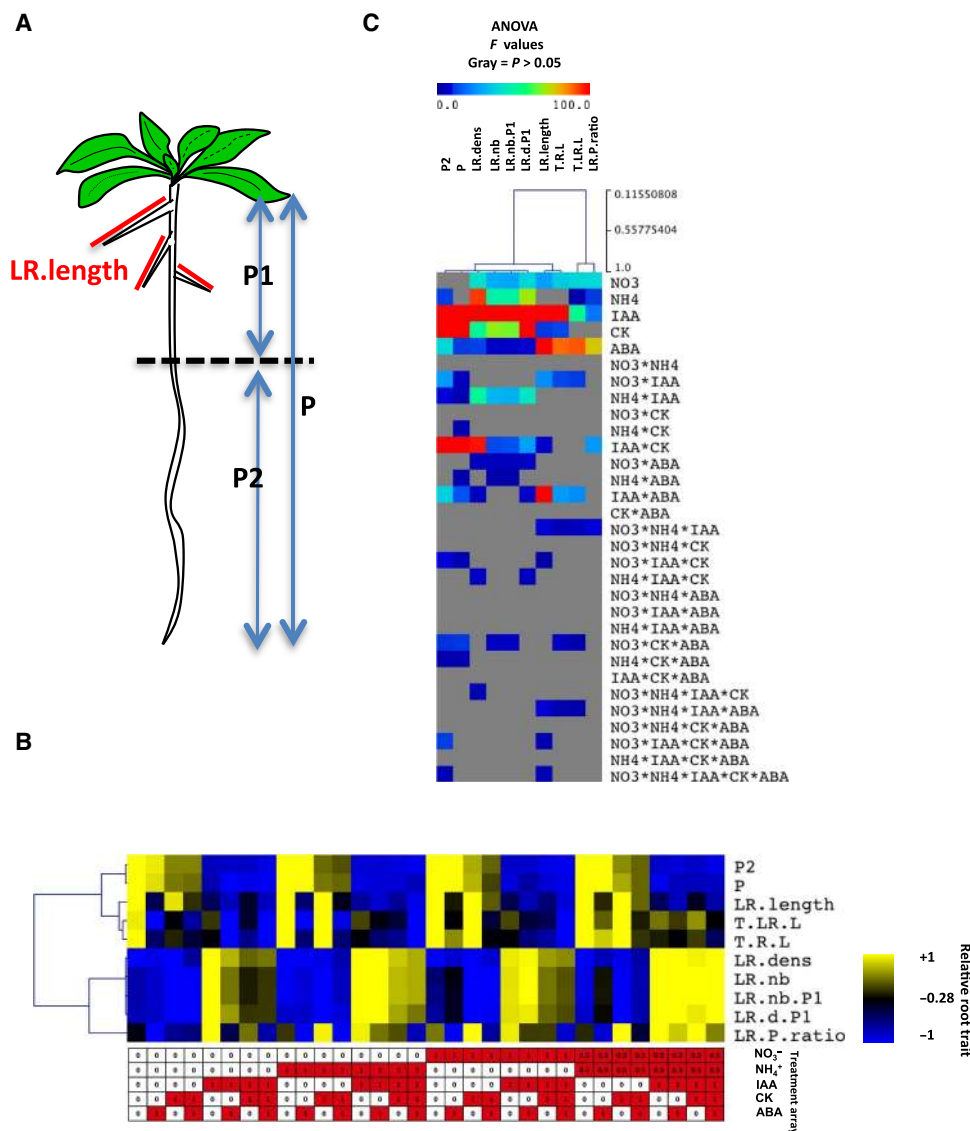 A
LR.length
P1
P
P2
C
ANOVA
F values
Gray = P > 0.05
0.0 100.0
P2
P
LR.dens
LR.nb
LR.nb.P1
LR.d.P1
LR.length
T.R.L
T.LR.L
LR.P.ratio
0.11550808
0.55775404
1.0
NO3
NH4
IAA
CK
ABA
NO3*NH4
NO3*IAA
NH4*IAA
NO3*CK
NH4*CK
IAA*CK
NO3*ABA
NH4*ABA
IAA*ABA
CK*ABA
NO3*NH4*IAA
NO3*NH4*CK
NO3*IAA*CK
NH4*IAA*CK
NO3*NH4*ABA
NO3*IAA*ABA
NH4*IAA*ABA
NO3*CK*ABA
NH4*CK*ABA
IAA*CK*ABA
NO3*NH4*IAA*CK
NO3*NH4*IAA*ABA
NO3*NH4*CK*ABA
NO3*IAA*CK*ABA
NH4*IAA*CK*ABA
NO3*NH4*IAA*CK*ABA
B
P2
P
LR.length
T.LR.L
T.R.L
LR.dens
LR.nb
LR.nb.P1
LR.d.P1
LR.P.ratio
+1
−0.28
−1
Relative root trait
NO₃⁻
NH₄⁺
IAA
CK
ABA
Treatment array